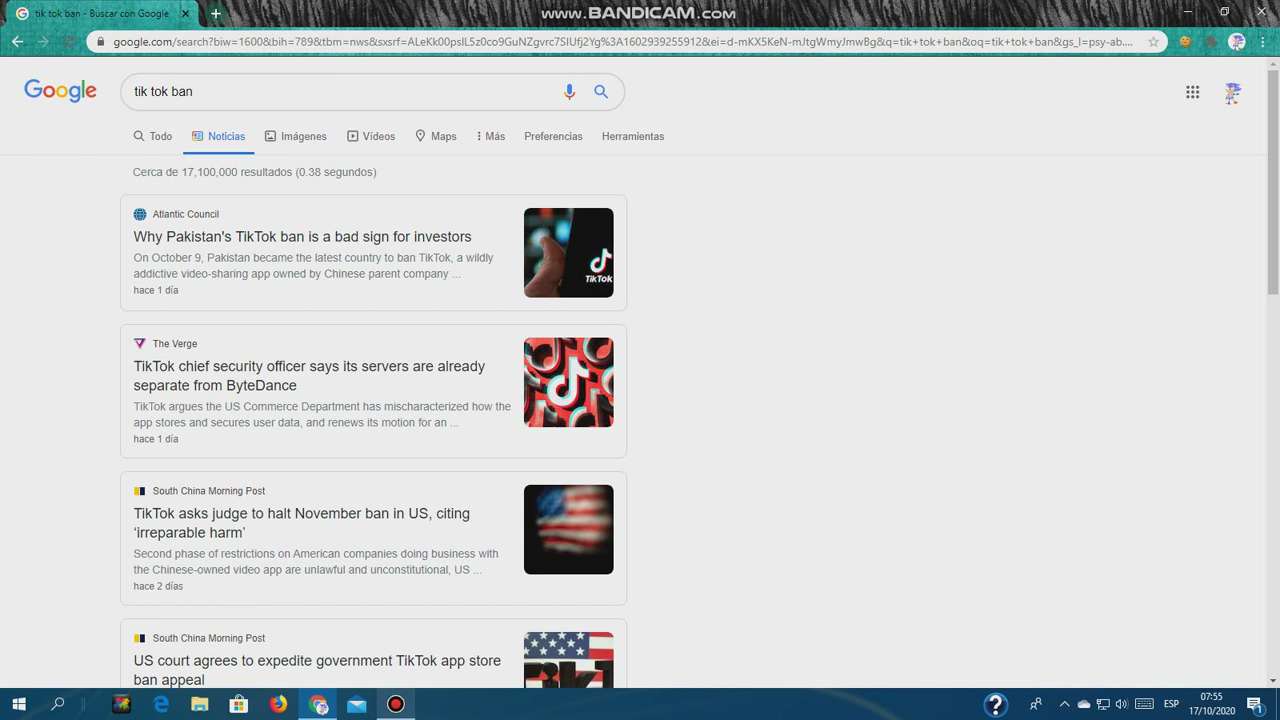 tik tok ban - Buscar con Google
www.BANDICAM.com
google.com/search?biw=1600&bih=789&tbm=nws&sxsrf=ALeKk00psIL5z0co9GuNZgvrc7SIUfj2Yg%3A1602939255912&ei=d-mKX5KeN-mJtgWmyJmwBg&q=tik+tok+ban&oq=tik+tok+ban&gs_l=psy-ab....
Google
tik tok ban
Todo Noticias Imágenes Vídeos Maps Más Preferencias Herramientas
Cerca de 17,100,000 resultados (0.38 segundos)
Atlantic Council
Why Pakistan's TikTok ban is a bad sign for investors
On October 9, Pakistan became the latest country to ban TikTok, a wildly
addictive video-sharing app owned by Chinese parent company ...
hace 1 día
TikTok
The Verge
TikTok chief security officer says its servers are already
separate from ByteDance
TikTok argues the US Commerce Department has mischaracterized how the
app stores and secures user data, and renews its motion for an ...
hace 1 día
South China Morning Post
TikTok asks judge to halt November ban in US, citing
‘irreparable harm’
Second phase of restrictions on American companies doing business with
the Chinese-owned video app are unlawful and unconstitutional, US ...
hace 2 días
South China Morning Post
US court agrees to expedite government TikTok app store
ban appeal
ESP
07:55
17/10/2020
1